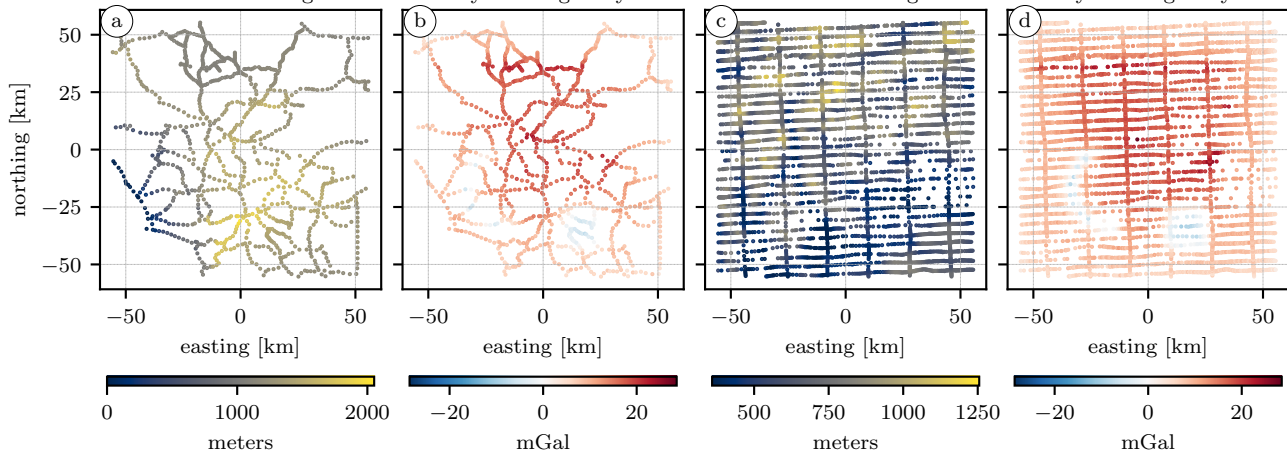 a b c d
50
25
0
−25
−50
northing [km]
−50 0 50 −50 0 50 −50 0 50 −50 0 50
easting [km] easting [km] easting [km] easting [km]
0 1000 2000 −20 0 20 500 750 1000 1250 −20 0 20
meters mGal meters mGal